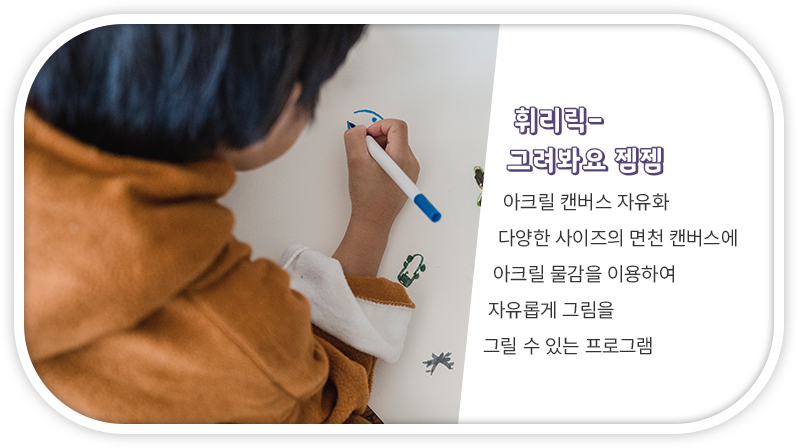 휘리릭-
그려봐요 젬젬
아크릴 캔버스 자유화
다양한 사이즈의 면천 캔버스에
아크릴 물감을 이용하여
자유롭게 그림을
그릴 수 있는 프로그램